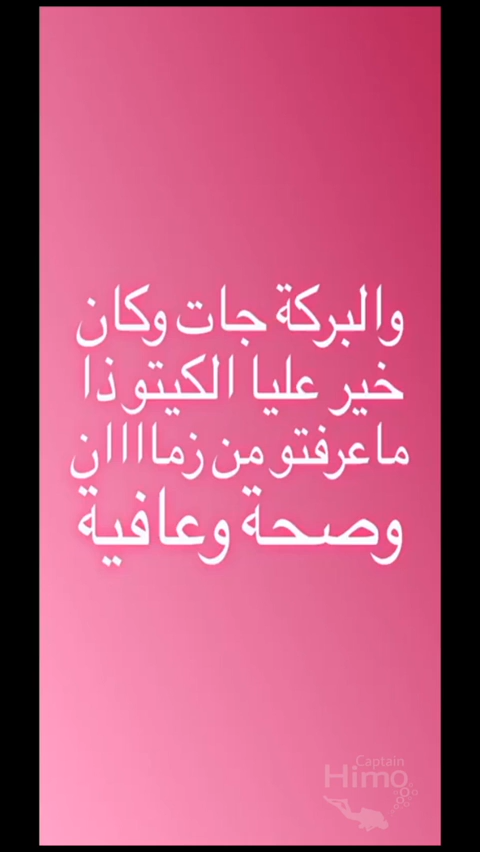 والبركة جات وكان
خير عليا الكيتو ذا
ماعرفتو من زماااان
وصحة وعافية
Captain
Himo